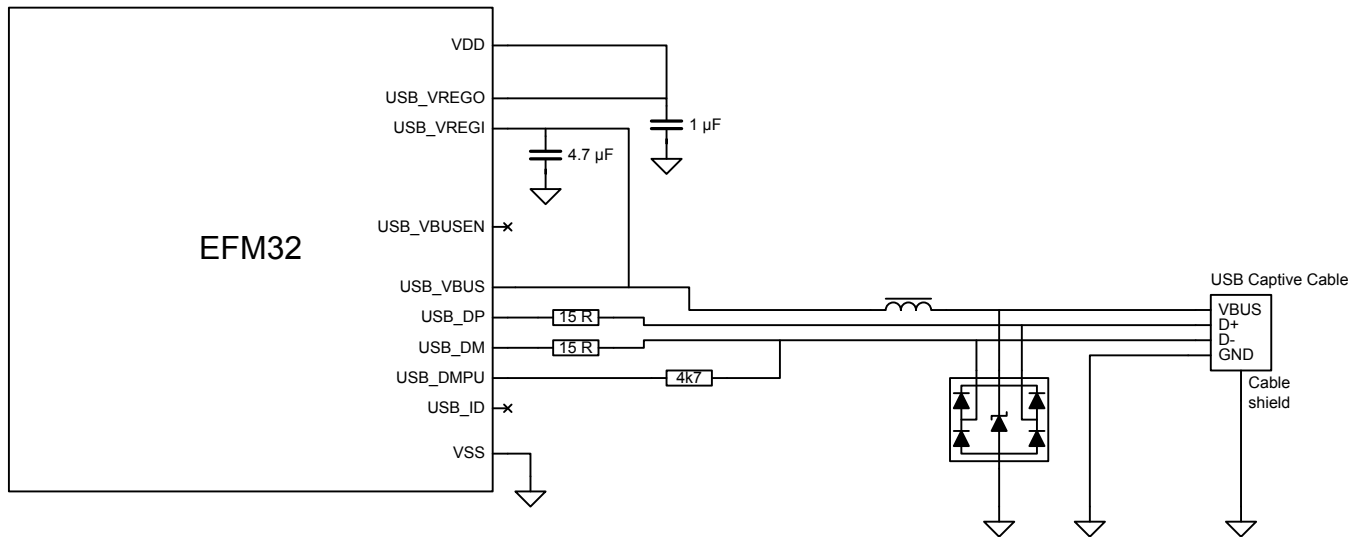 VDD
USB_VREGO
USB_VREGI
1 µF
4.7 µF
USB_VBUSEN
EFM32
USB_VBUS
USB_DP
15 R
USB_DM
15 R
USB_DMPU
4k7
USB_ID
VSS
USB Captive Cable
VBUS
D+
D-
GND
Cable
shield